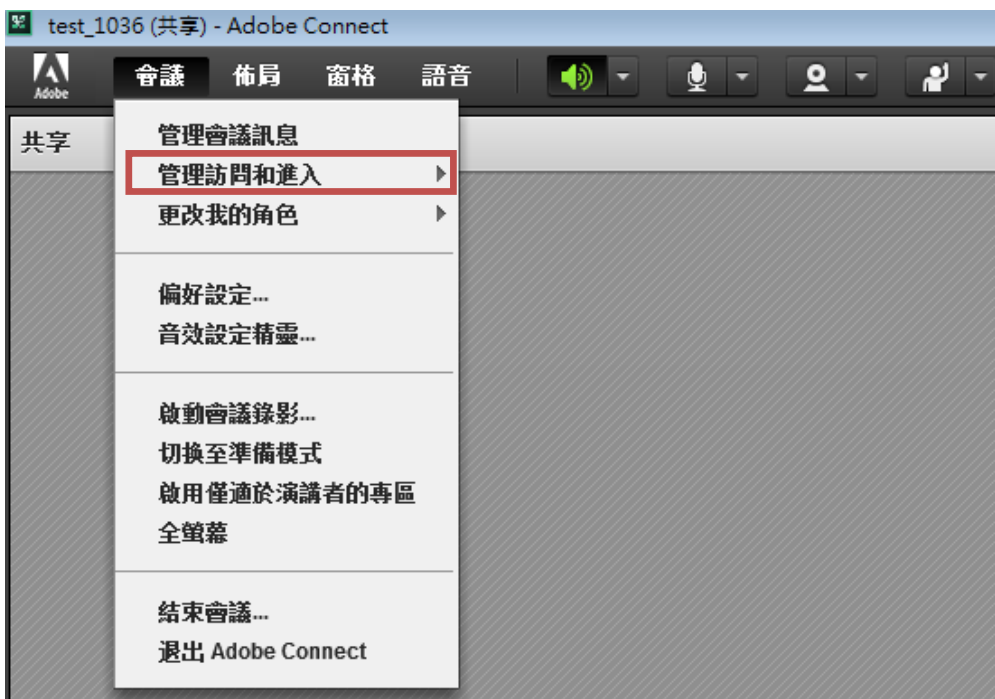 test_1036 (共享) - Adobe Connect
Adobe 會議 佈局 窗格 語音
共享
管理會議訊息
管理訪問和進入
更改我的角色
偏好設定...
音效設定精靈...
啟動會議錄影...
切換至準備模式
啟用僅適於演講者的專區
全螢幕
結束會議...
退出 Adobe Connect